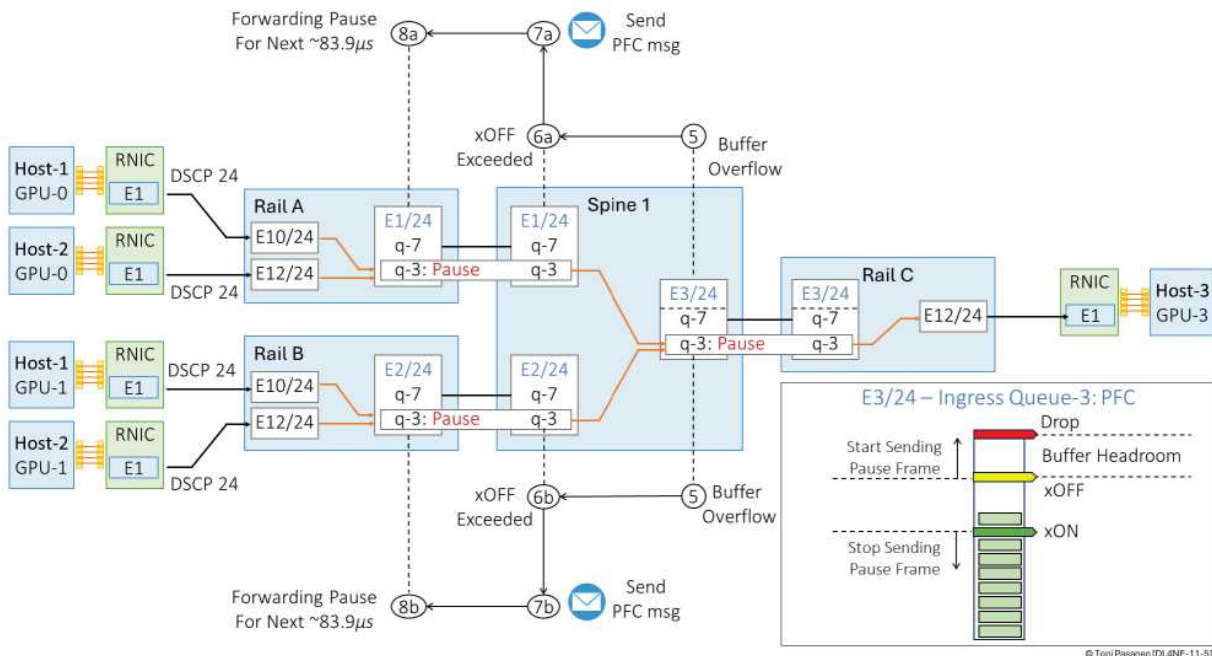 Forwarding Pause
For Next ~83.9µs
8a
7a
Send
PFC msg
xOFF
Exceeded
6a
5
Buffer
Overflow
Host-1
GPU-0
RNIC
E1
DSCP 24
Host-2
GPU-0
RNIC
E1
DSCP 24
Rail A
E10/24
E12/24
E1/24
q-7
q-3: Pause
Spine 1
E1/24
q-7
q-3
E3/24
q-7
q-3: Pause
Rail C
E3/24
q-7
q-3
E12/24
RNIC
E1
Host-3
GPU-3
Host-1
GPU-1
RNIC
E1
DSCP 24
Host-2
GPU-1
RNIC
E1
DSCP 24
Rail B
E10/24
E12/24
E2/24
q-7
q-3: Pause
E2/24
q-7
q-3
xOFF
Exceeded
6b
5
Buffer
Overflow
Forwarding Pause
For Next ~83.9µs
8b
7b
Send
PFC msg
E3/24 – Ingress Queue-3: PFC
Drop
Start Sending
Pause Frame
Buffer Headroom
xOFF
xON
Stop Sending
Pause Frame
© Toni Pasanen [DL4NE-11-5]